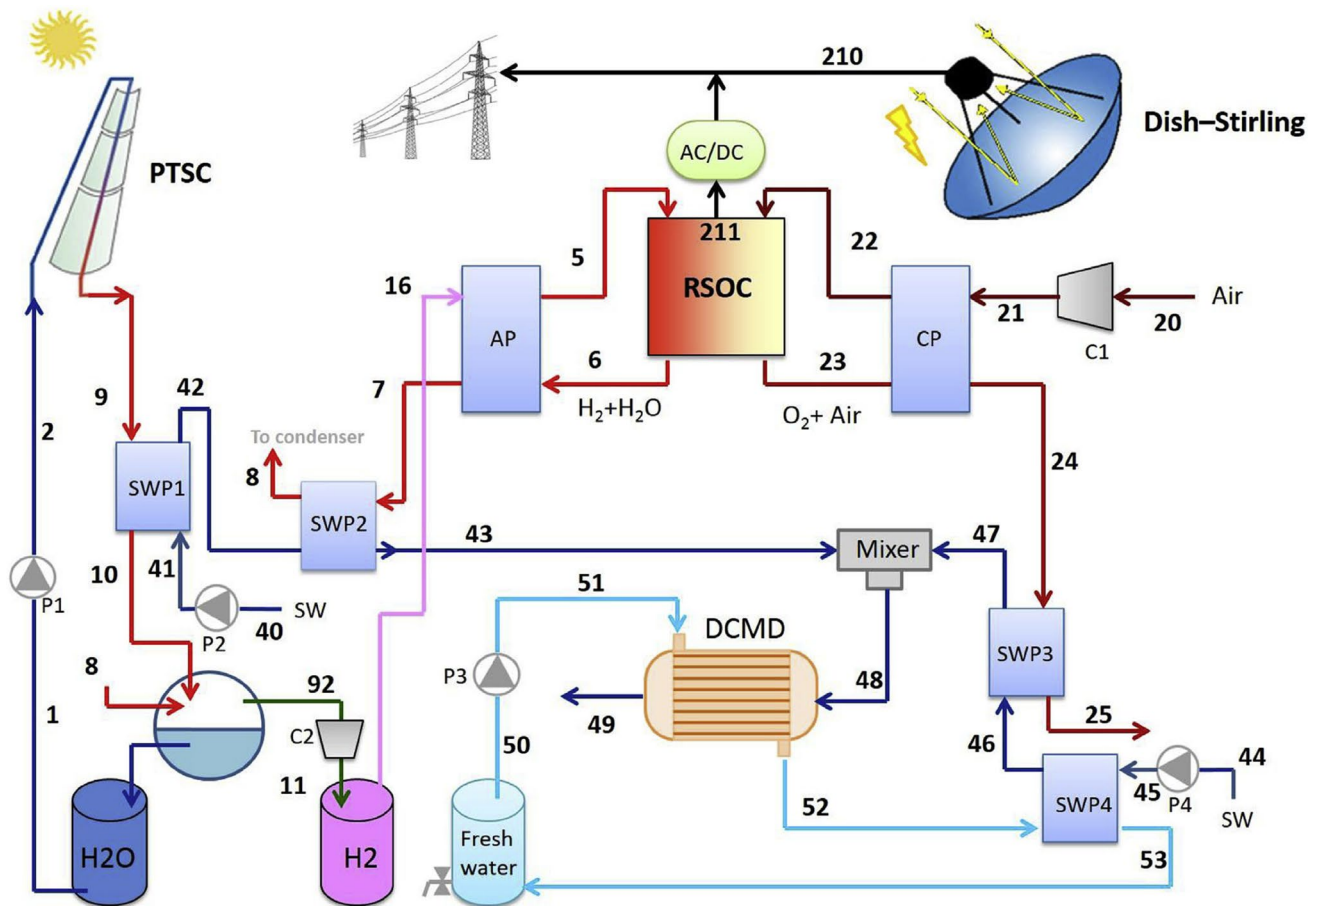 210
Dish–Stirling
PTSC
AC/DC
211
RSOC
5
22
16
AP
CP
21
20
Air
C1
6
23
H2+H2O
O2+ Air
7
9
42
2
To condenser
8
24
SWP1
SWP2
43
Mixer
47
10
41
P1
P2
40
SW
51
DCMD
SWP3
8
92
P3
48
1
C2
49
50
25
46
44
11
45
P4
SWP4
SW
52
H2O
H2
Fresh
water
53